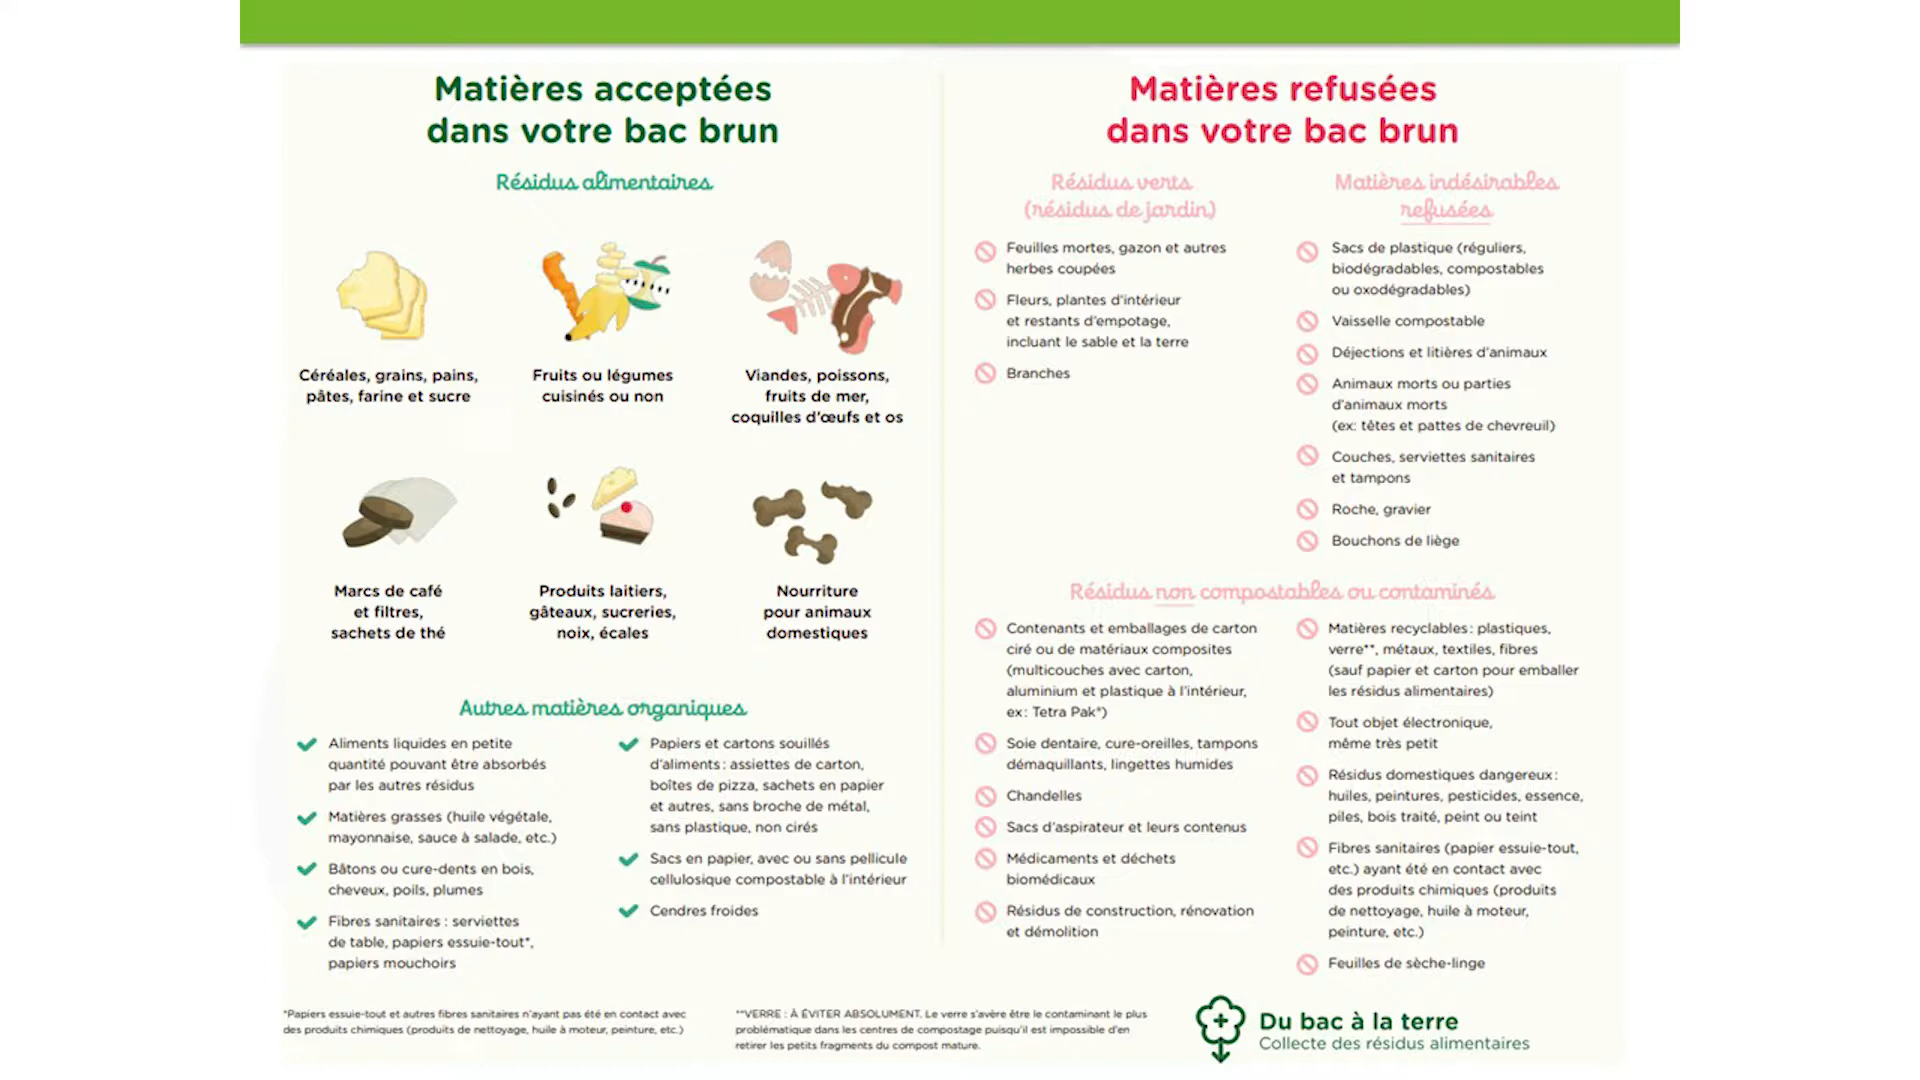 Matières acceptées
dans votre bac brun
Résidus alimentaires
Céréales, grains, pains,
pâtes, farine et sucre
Fruits ou légumes
cuisinés ou non
Viandes, poissons,
fruits de mer,
coquilles d'œufs et os
Marcs de café
et filtres,
sachets de thé
Produits laitiers,
gâteaux, sucreries,
noix, écales
Nourriture
pour animaux
domestiques
Autres matières organiques
Aliments liquides en petite
quantité pouvant être absorbés
par les autres résidus
Matières grasses (huile végétale,
mayonnaise, sauce à salade, etc.)
Bâtons ou cure-dents en bois,
cheveux, poils, plumes
Fibres sanitaires : serviettes
de table, papiers essuie-tout*,
papiers mouchoirs
Papiers et cartons souillés
d'aliments : assiettes de carton,
boîtes de pizza, sachets en papier
et autres, sans broche de métal,
sans plastique, non cirés
Sacs en papier, avec ou sans pellicule
cellulosique compostable à l'intérieur
Cendres froides
*Papiers essuie-tout et autres fibres sanitaires n'ayant pas été en contact avec
des produits chimiques (produits de nettoyage, huile à moteur, peinture, etc.)
Matières refusées
dans votre bac brun
Résidus verts
(résidus de jardin)
Feuilles mortes, gazon et autres
herbes coupées
Fleurs, plantes d'intérieur
et restants d'empotage,
incluant le sable et la terre
Branches
Matières indésirables
refusées
Sacs de plastique (réguliers,
biodégradables, compostables
ou oxodégradables)
Vaisselle compostable
Déjections et litières d'animaux
Animaux morts ou parties
d'animaux morts
(ex: têtes et pattes de chevreuil)
Couches, serviettes sanitaires
et tampons
Roche, gravier
Bouchons de liège
Résidus non compostables ou contaminés
Contenants et emballages de carton
ciré ou de matériaux composites
(multicouches avec carton,
aluminium et plastique à l'intérieur,
ex : Tetra Pak*)
Soie dentaire, cure-oreilles, tampons
démaquillants, lingettes humides
Chandelles
Sacs d'aspirateur et leurs contenus
Médicaments et déchets
biomédicaux
Résidus de construction, rénovation
et démolition
Matières recyclables : plastiques,
verre**, métaux, textiles, fibres
(sauf papier et carton pour emballer
les résidus alimentaires)
Tout objet électronique,
même très petit
Résidus domestiques dangereux :
huiles, peintures, pesticides, essence,
piles, bois traité, peint ou teint
Fibres sanitaires (papier essuie-tout,
etc.) ayant été en contact avec
des produits chimiques (produits
de nettoyage, huile à moteur,
peinture, etc.)
Feuilles de sèche-linge
**VERRE : À ÉVITER ABSOLUMENT. Le verre s'avère être le contaminant le plus
problématique dans les centres de compostage puisqu'il est impossible d'en
retirer les petits fragments du compost mature.
Du bac à la terre
Collecte des résidus alimentaires